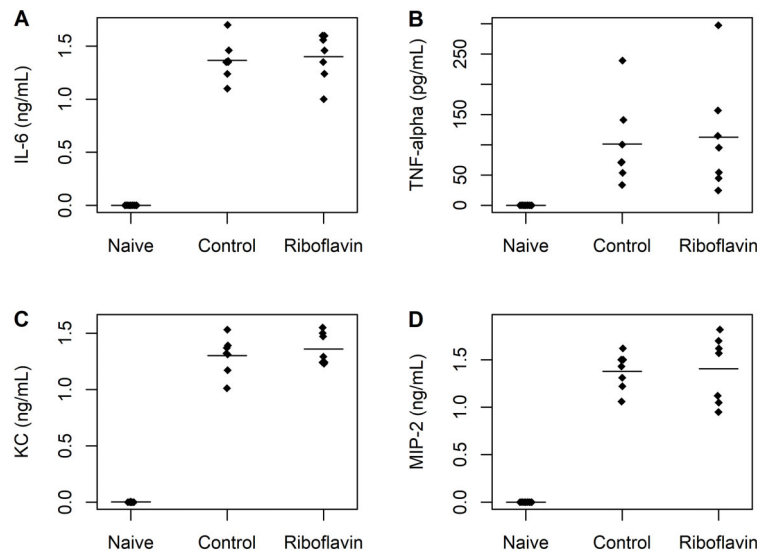 A
IL-6 (ng/mL)
1.5
1.0
0.5
0.0
Naive Control Riboflavin
B
TNF-alpha (pg/mL)
250
150
50
0
Naive Control Riboflavin
C
KC (ng/mL)
1.5
1.0
0.5
0.0
Naive Control Riboflavin
D
MIP-2 (ng/mL)
1.5
1.0
0.5
0.0
Naive Control Riboflavin